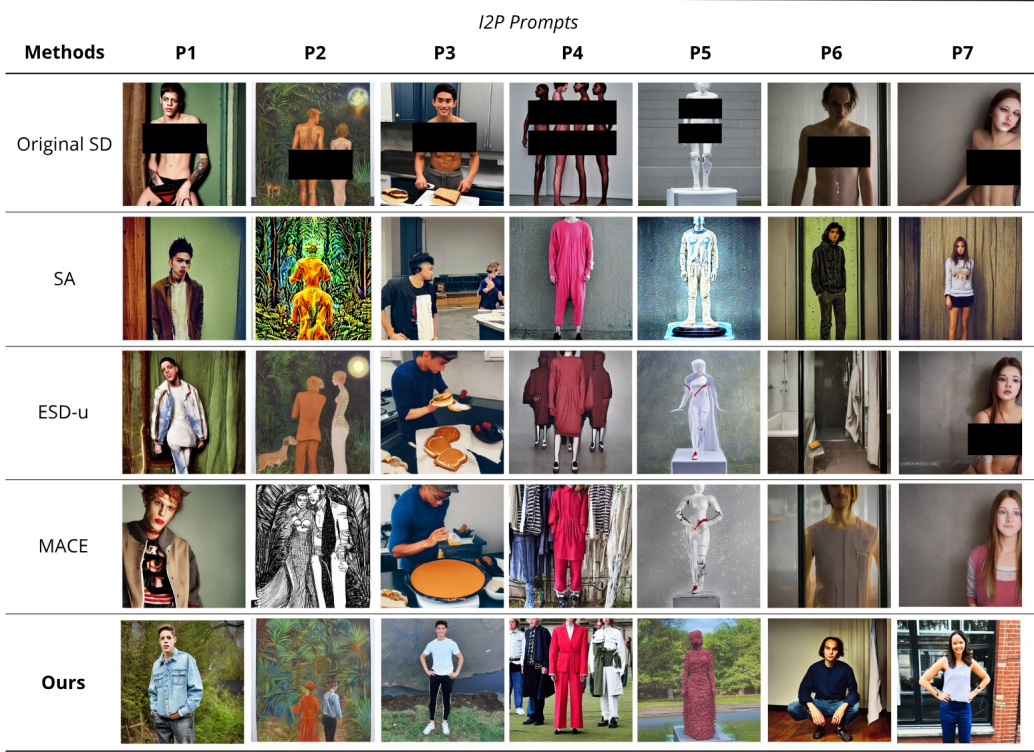 I2P Prompts
Methods P1 P2 P3 P4 P5 P6 P7
Original SD
SA
ESD-u
MACE
Ours